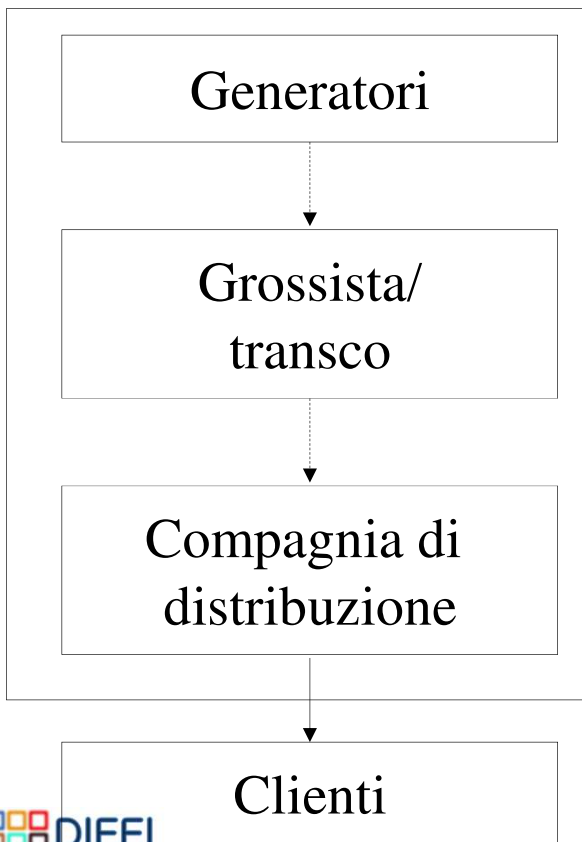 Generatori
Grossista/
transco
Compagnia di
distribuzione
Clienti